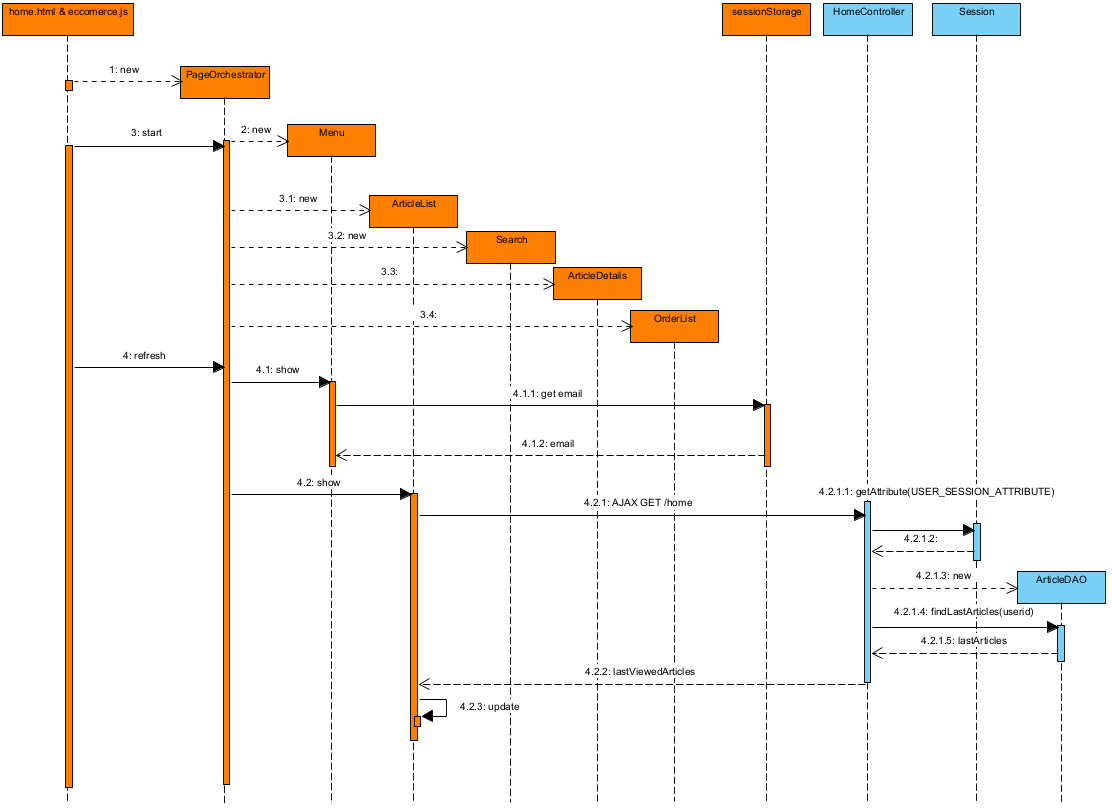 home.html & eccomerce.js
sessionStorage
HomeController
Session
1: new
PageOrchestrator
3: start
2: new
Menu
3.1: new
ArticleList
3.2: new
Search
3.3:
ArticleDetails
3.4:
OrderList
4: refresh
4.1: show
4.1.1: get email
4.1.2: email
4.2: show
4.2.1.1: getAttribute(USER_SESSION_ATTRIBUTE)
4.2.1: AJAX GET /home
4.2.1.2:
4.2.1.3: new
ArticleDAO
4.2.1.4: findLastArticles(userid)
4.2.1.5: lastArticles
4.2.2: lastViewedArticles
4.2.3: update